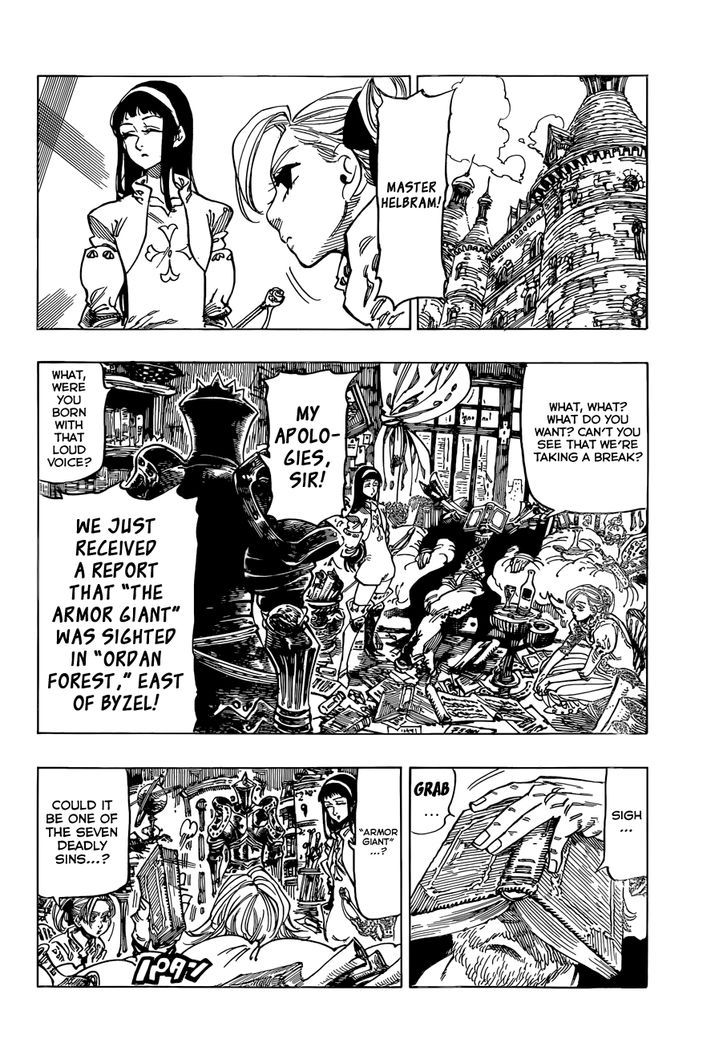 MASTER
HELBRAM!
WHAT, WHAT?
WHAT DO YOU
WANT? CAN'T YOU
SEE THAT WE'RE
TAKING A BREAK?
MY
APOLO-
GIES,
SIR!
WHAT,
WERE
YOU
BORN
WITH
THAT
LOUD
VOICE?
WE JUST
RECEIVED
A REPORT
THAT "THE
ARMOR GIANT"
WAS SIGHTED
IN "ORDAN
FOREST," EAST
OF BYZEL!
SIGH
...
GRAB
...
"ARMOR
GIANT"
...?
COULD IT
BE ONE OF
THE SEVEN
DEADLY
SINS...?